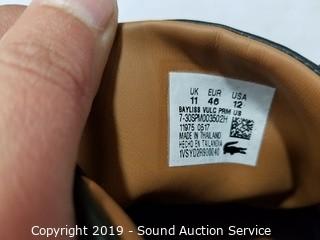 UK EUR USA
11 46 12
BAYLISS VULC PRM US
7-30SPM003502H
11975 0517
MADE IN THAILAND
HECHO EN TAILANDIA
Copyright 2019 - Sound Auction Service